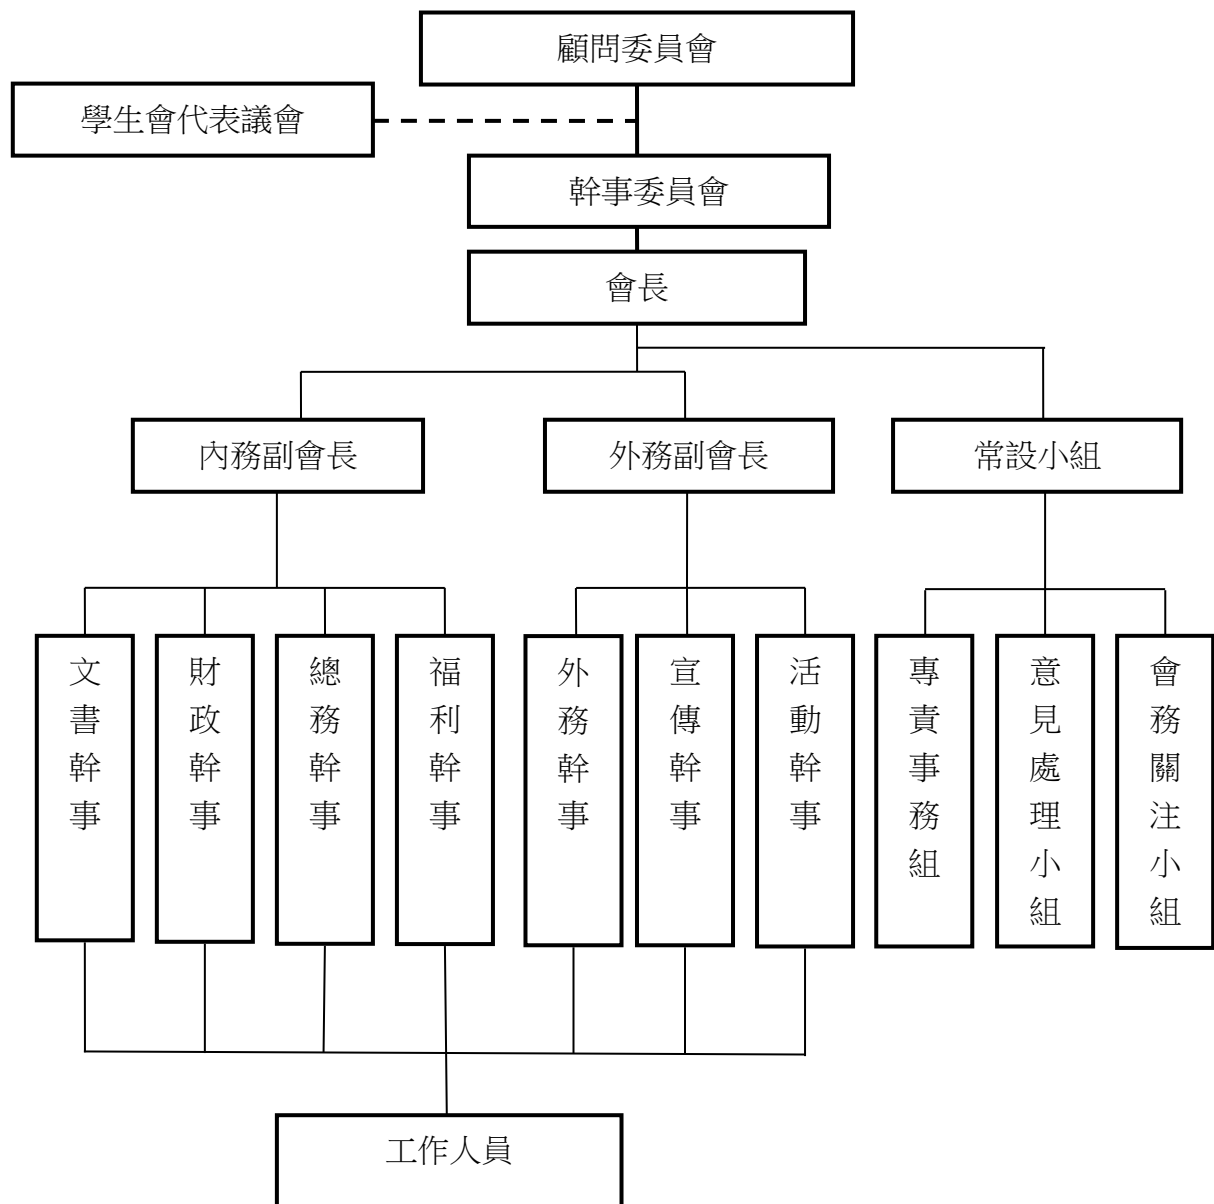 顧問委員會
學生會代表議會
幹事委員會
會長
內務副會長
外務副會長
常設小組
文書幹事
財政幹事
總務幹事
福利幹事
外務幹事
宣傳幹事
活動幹事
專責事務組
意見處理小組
會務關注小組
工作人員